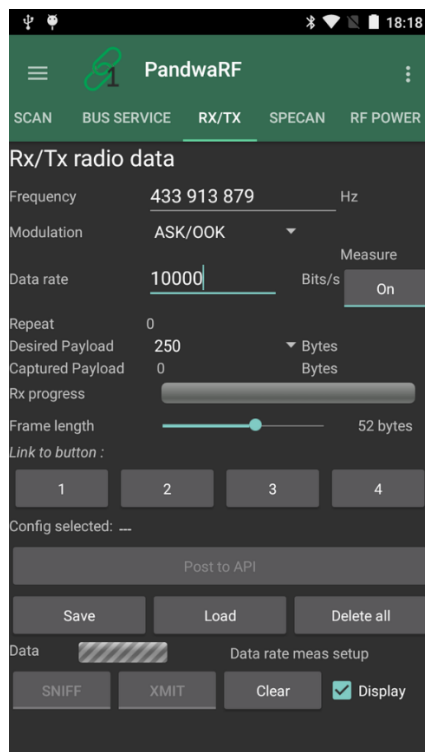 18:18
1
PandwaRF
SCAN BUS SERVICE RX/TX SPECAN RF POWER
Rx/Tx radio data
Frequency 433 913 879 Hz
Modulation ASK/OOK
Measure
Data rate 10000 Bits/s On
Repeat 0
Desired Payload 250 Bytes
Captured Payload 0 Bytes
Rx progress
Frame length 52 bytes
Link to button :
1 2 3 4
Config selected: ---
Post to API
Save Load Delete all
Data Data rate meas setup
SNIFF XMIT Clear Display